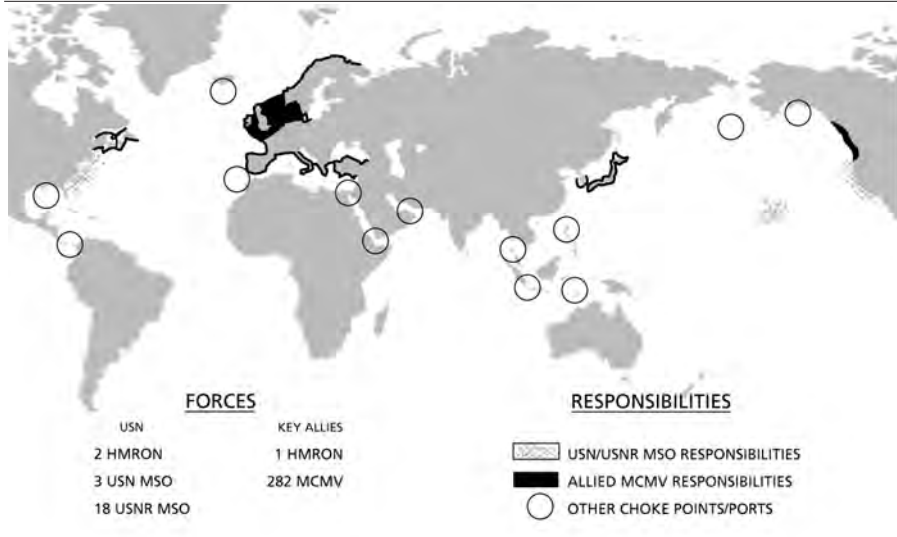 FORCES
USN
2 HMRON
3 USN MSO
18 USNR MSO
KEY ALLIES
1 HMRON
282 MCMV
RESPONSIBILITIES
USN/USNR MSO RESPONSIBILITIES
ALLIED MCMV RESPONSIBILITIES
OTHER CHOKE POINTS/PORTS